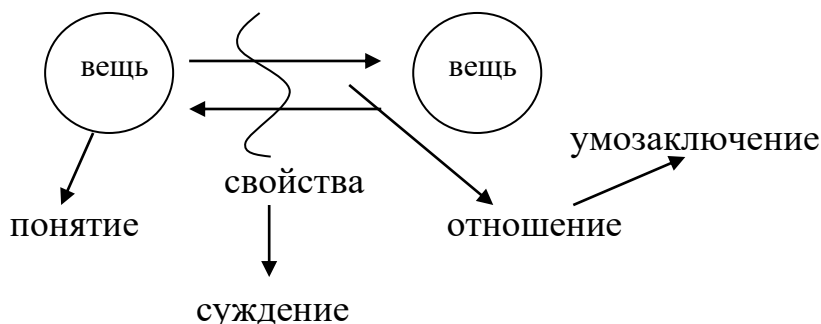 вещь вещь
умозаключение
свойства
понятие отношение
суждение